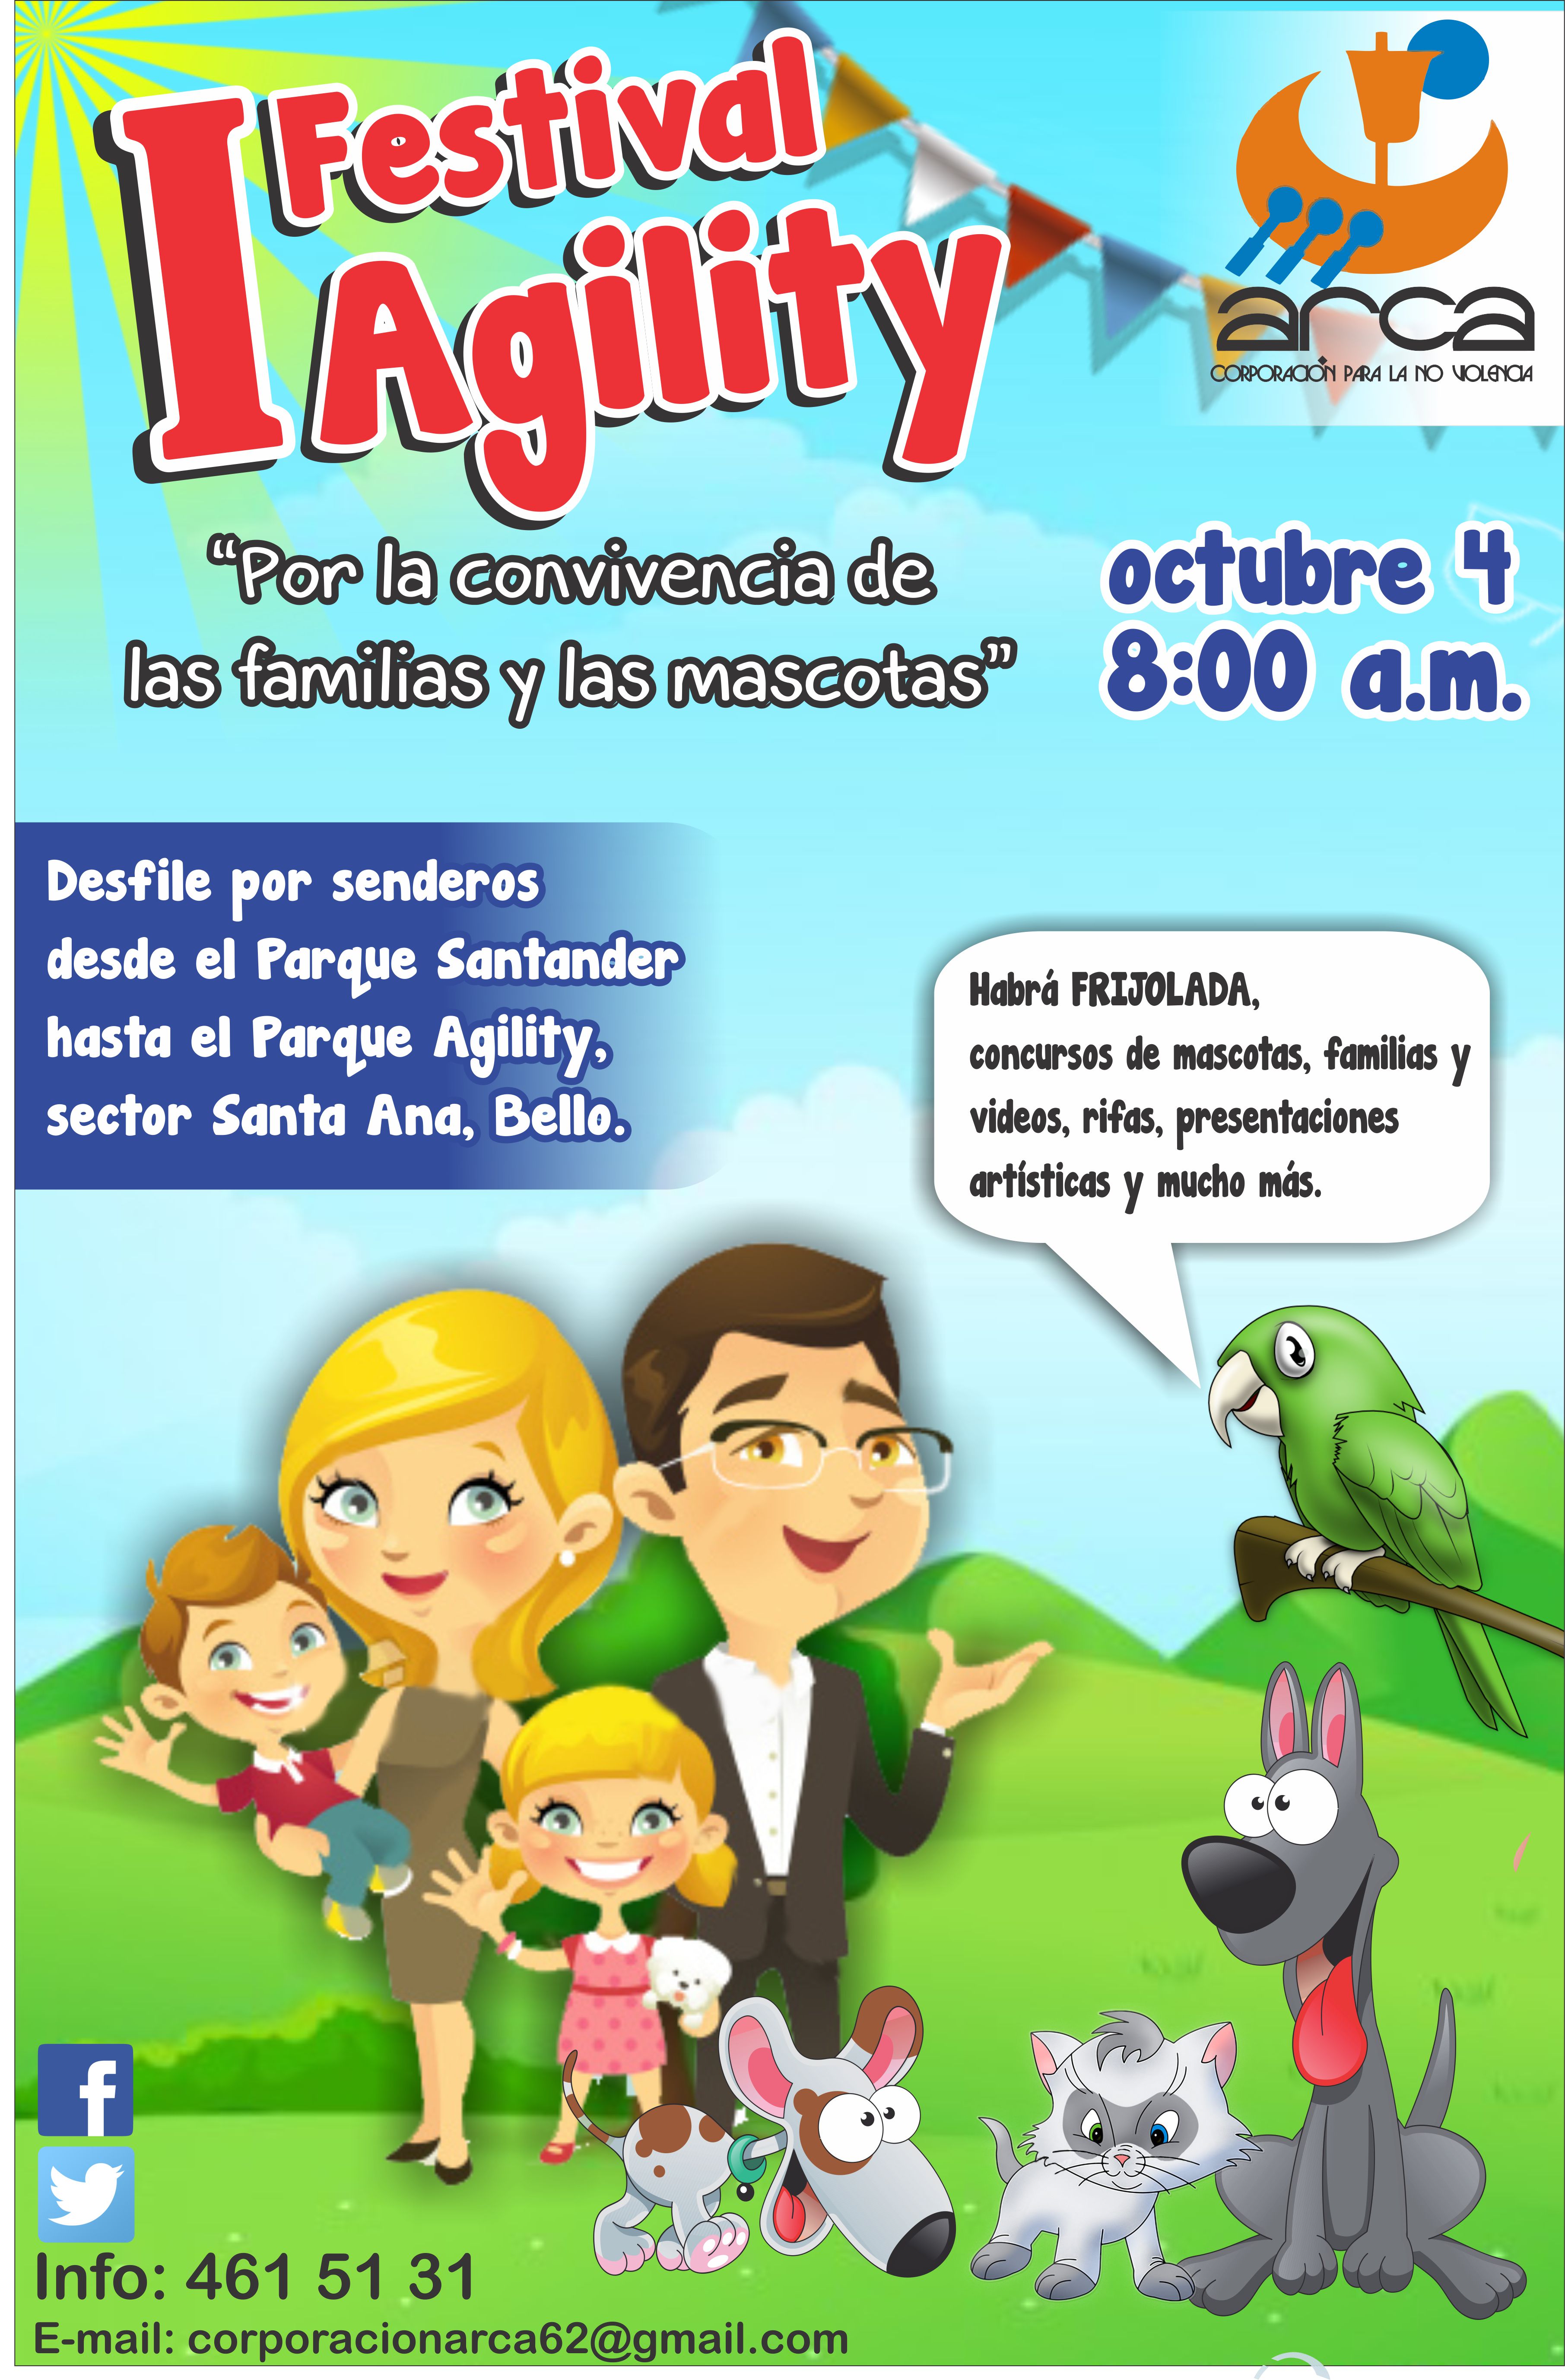 I Festival
Agility
arca
CORPORACIÓN PARA LA NO VIOLENCIA
“Por la convivencia de
las familias y las mascotas”
octubre 4
8:00 a.m.
Desfile por senderos
desde el Parque Santander
hasta el Parque Agility,
sector Santa Ana, Bello.
Habrá FRIJOLADA,
concursos de mascotas, familias y
videos, rifas, presentaciones
artísticas y mucho más.
f
Info: 461 51 31
E-mail: corporacionarca62@gmail.com